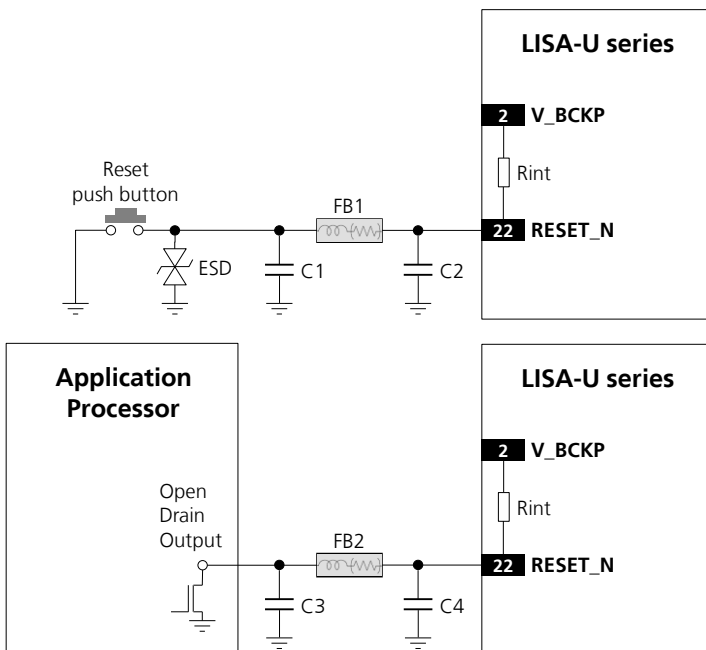 LISA-U series
2 V_BCKP
Rint
Reset
push button
FB1
22 RESET_N
ESD
C1
C2
Application
Processor
LISA-U series
2 V_BCKP
Rint
Open
Drain
Output
FB2
22 RESET_N
C3
C4